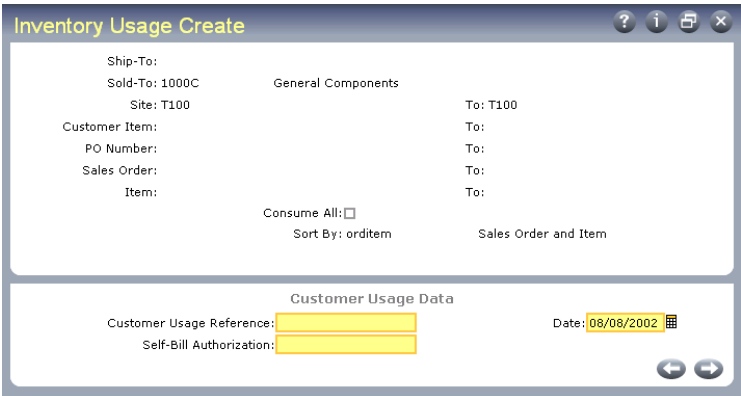 Inventory Usage Create
? i
Ship-To:
Sold-To: 1000C General Components
Site: T100 To: T100
Customer Item: To:
PO Number: To:
Sales Order: To:
Item: To:
Consume All:
Sort By: orditem Sales Order and Item
Customer Usage Data
Customer Usage Reference: Date: 08/08/2002
Self-Bill Authorization: